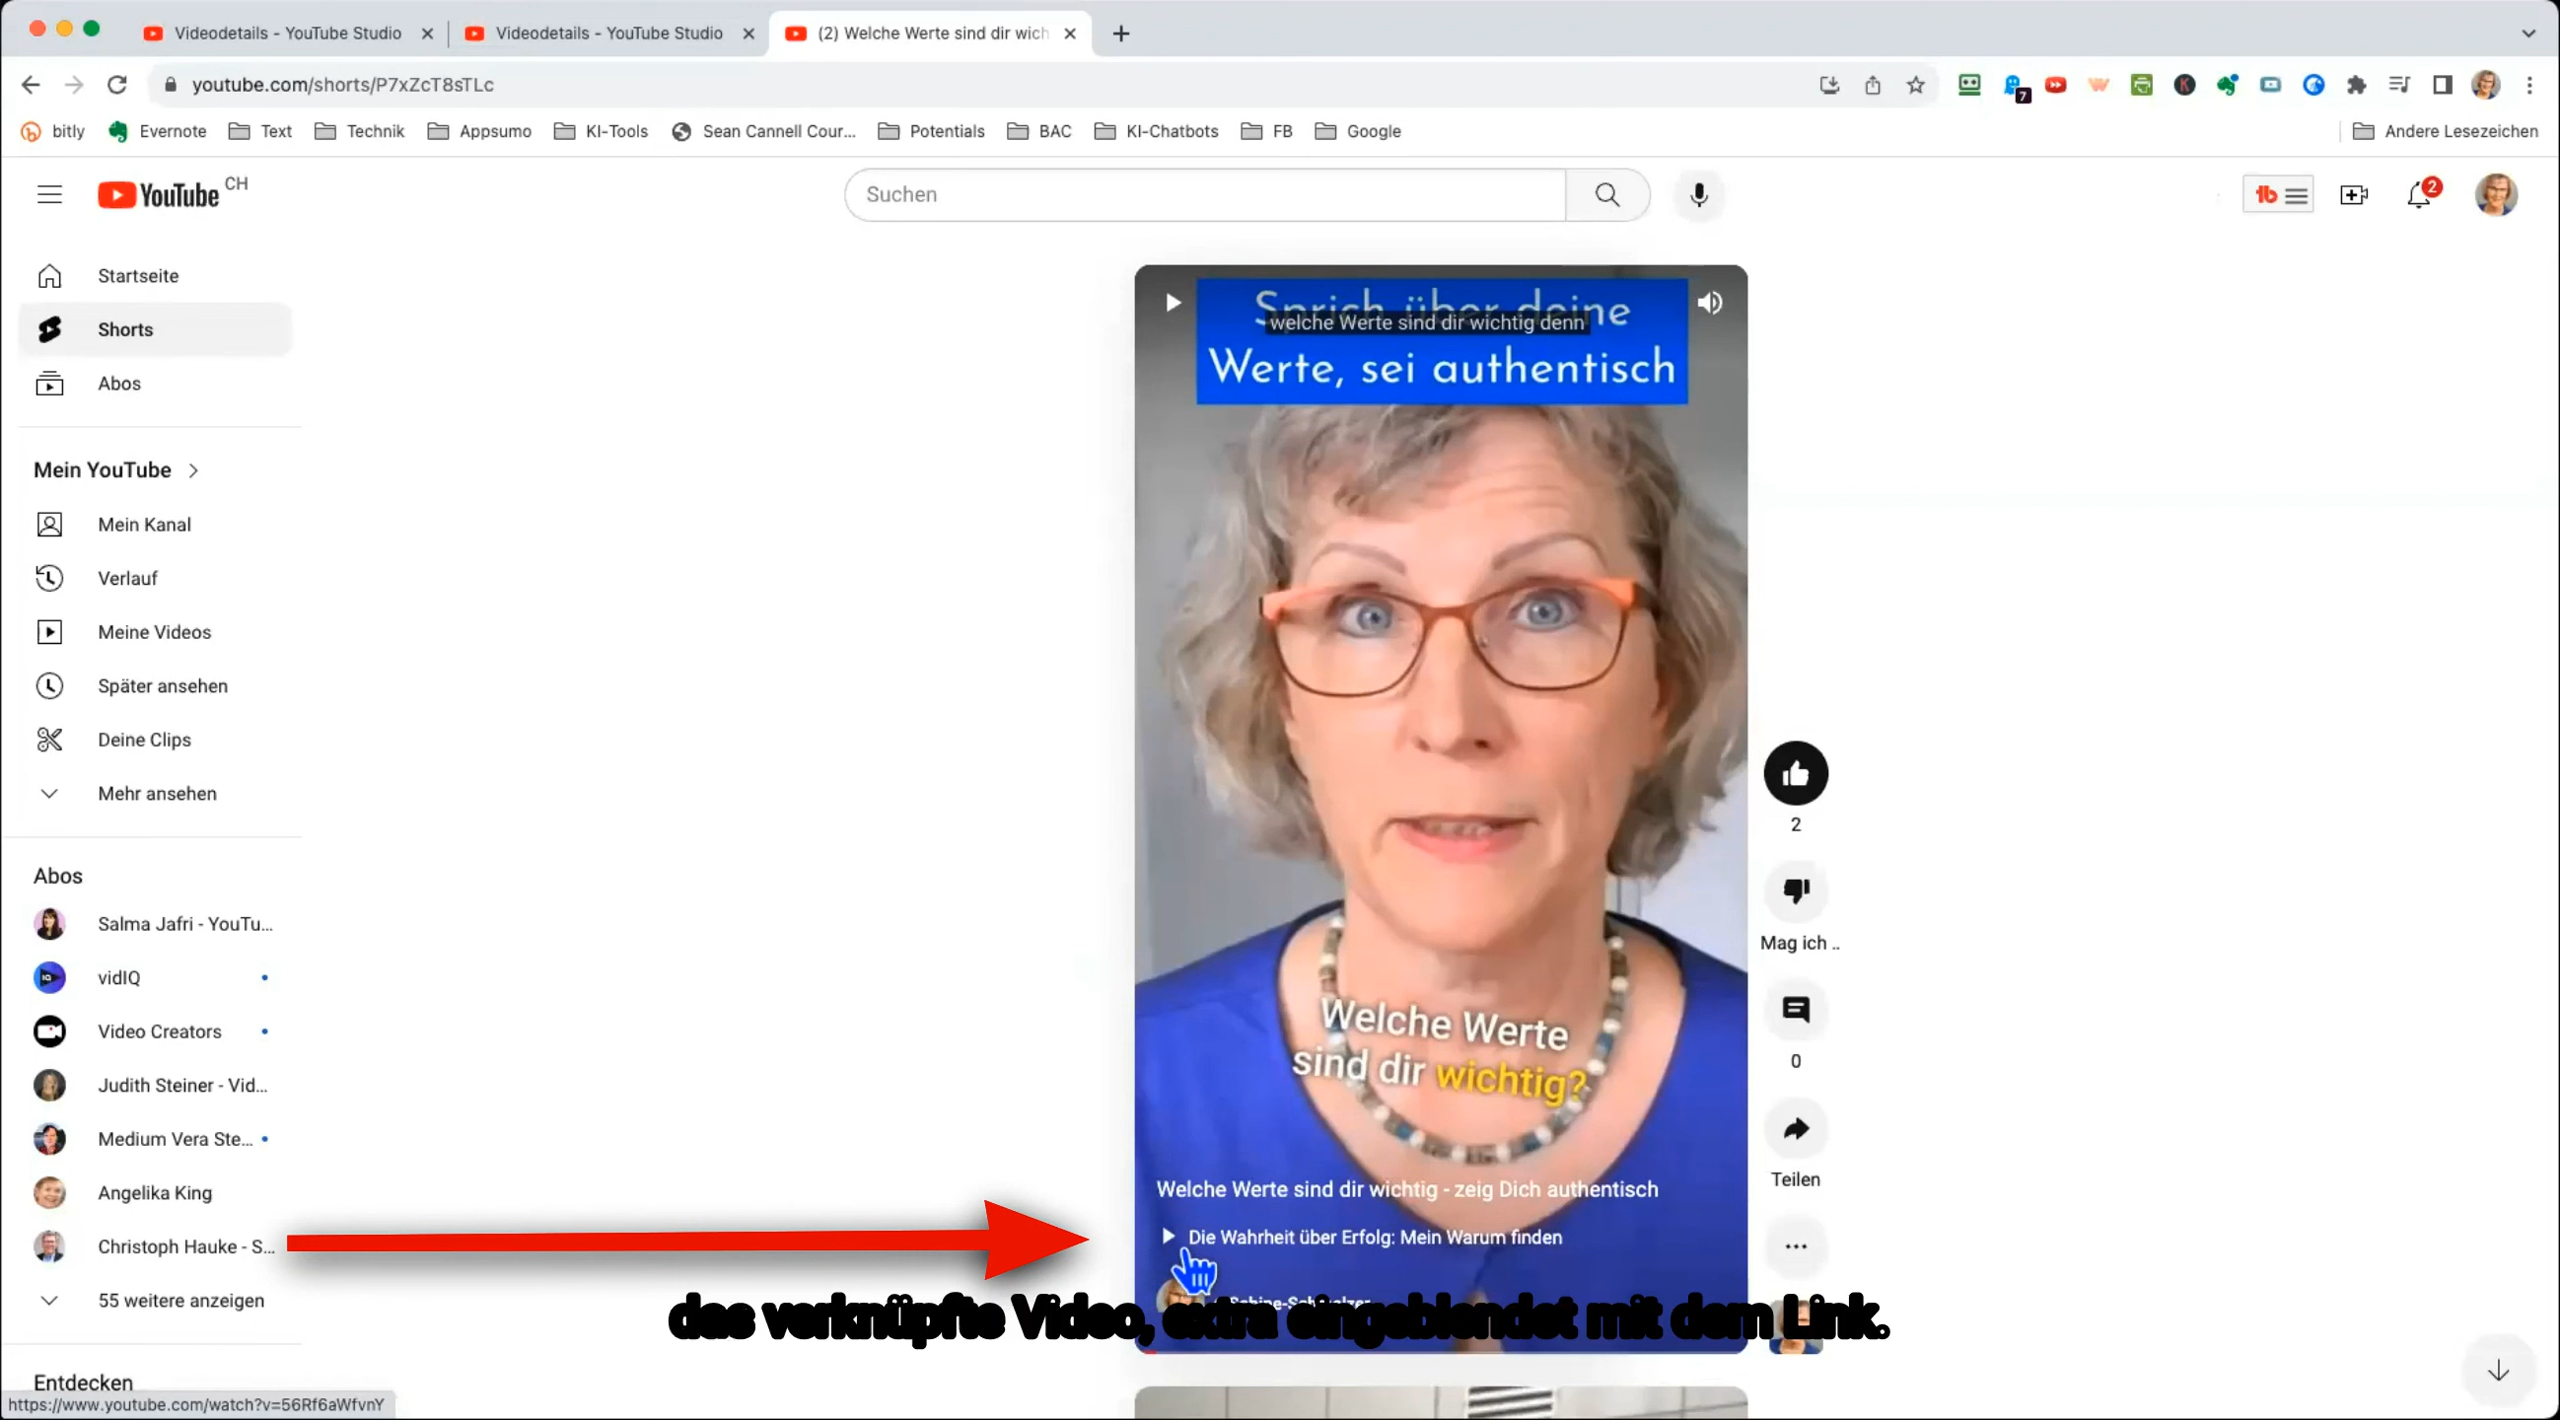 Videodetails - YouTube Studio
Videodetails - YouTube Studio
(2) Welche Werte sind dir wich
youtube.com/shorts/P7xZcT8sTLc
7
bitly
Evernote
Text
Technik
Appsumo
KI-Tools
Sean Cannell Cour...
Potentials
BAC
KI-Chatbots
FB
Google
Andere Lesezeichen
YouTube CH
Suchen
2
Startseite
Shorts
Abos
Mein YouTube
Mein Kanal
Verlauf
Meine Videos
Später ansehen
Deine Clips
Mehr ansehen
Abos
Salma Jafri - YouTu...
vidIQ
Video Creators
Judith Steiner - Vid...
Medium Vera Ste...
Angelika King
Christoph Hauke - S...
55 weitere anzeigen
Entdecken
https://www.youtube.com/watch?v=56Rf6aWfvnY
Sprich über deine
welche Werte sind dir wichtig denn
Werte, sei authentisch
Welche Werte
sind dir wichtig?
Welche Werte sind dir wichtig - zeig Dich authentisch
Die Wahrheit über Erfolg: Mein Warum finden
das verknüpfte Video, extra eingeblendet mit dem Link.
2
Mag ich ..
0
Teilen